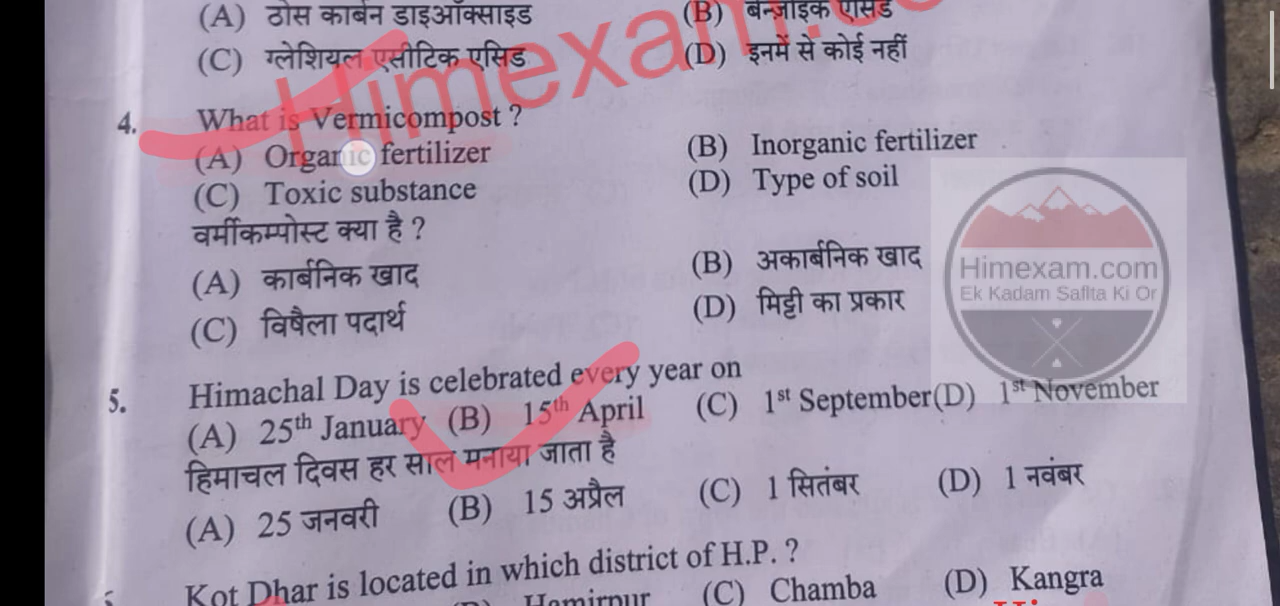 (A) ठोस कार्बन डाइऑक्साइड (B) बेन्ज़ोइक एसिड
(C) ग्लेशियल एसीटिक एसिड (D) इनमें से कोई नहीं
Himexam.co
4. What is Vermicompost ?
(A) Organic fertilizer (B) Inorganic fertilizer
(C) Toxic substance (D) Type of soil
वर्मीकम्पोस्ट क्या है ?
(A) कार्बनिक खाद (B) अकार्बनिक खाद
(C) विषैला पदार्थ (D) मिट्टी का प्रकार
Himexam.com
Ek Kadam Saflta Ki Or
5. Himachal Day is celebrated every year on
(A) 25th January (B) 15th April (C) 1st September (D) 1st November
हिमाचल दिवस हर साल मनाया जाता है
(A) 25 जनवरी (B) 15 अप्रैल (C) 1 सितंबर (D) 1 नवंबर
Kot Dhar is located in which district of H.P. ?
Hamirpur (C) Chamba (D) Kangra